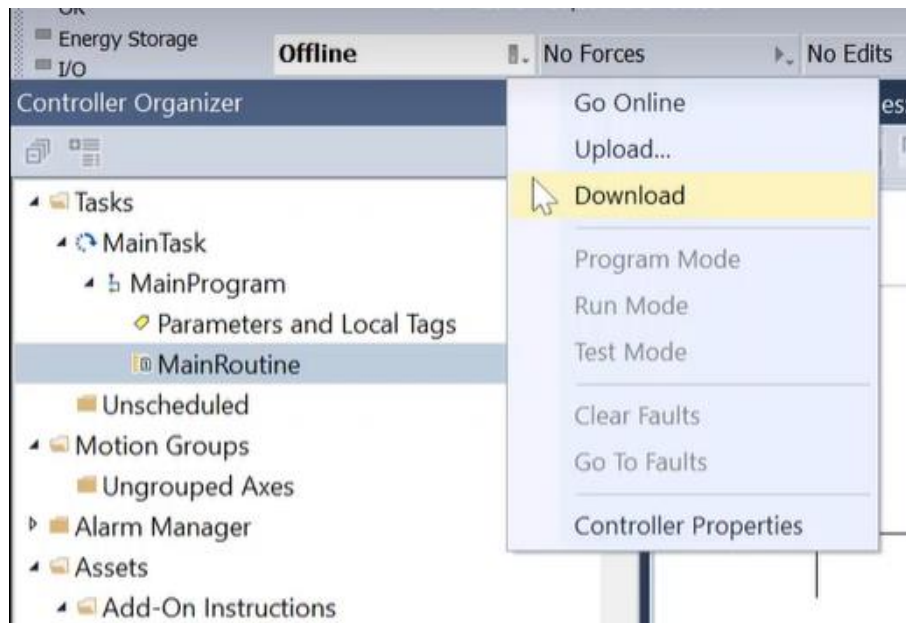 OK
Energy Storage
I/O
Offline
No Forces
No Edits
Controller Organizer
Tasks
MainTask
MainProgram
Parameters and Local Tags
MainRoutine
Unscheduled
Motion Groups
Ungrouped Axes
Alarm Manager
Assets
Add-On Instructions
Go Online
Upload...
Download
Program Mode
Run Mode
Test Mode
Clear Faults
Go To Faults
Controller Properties